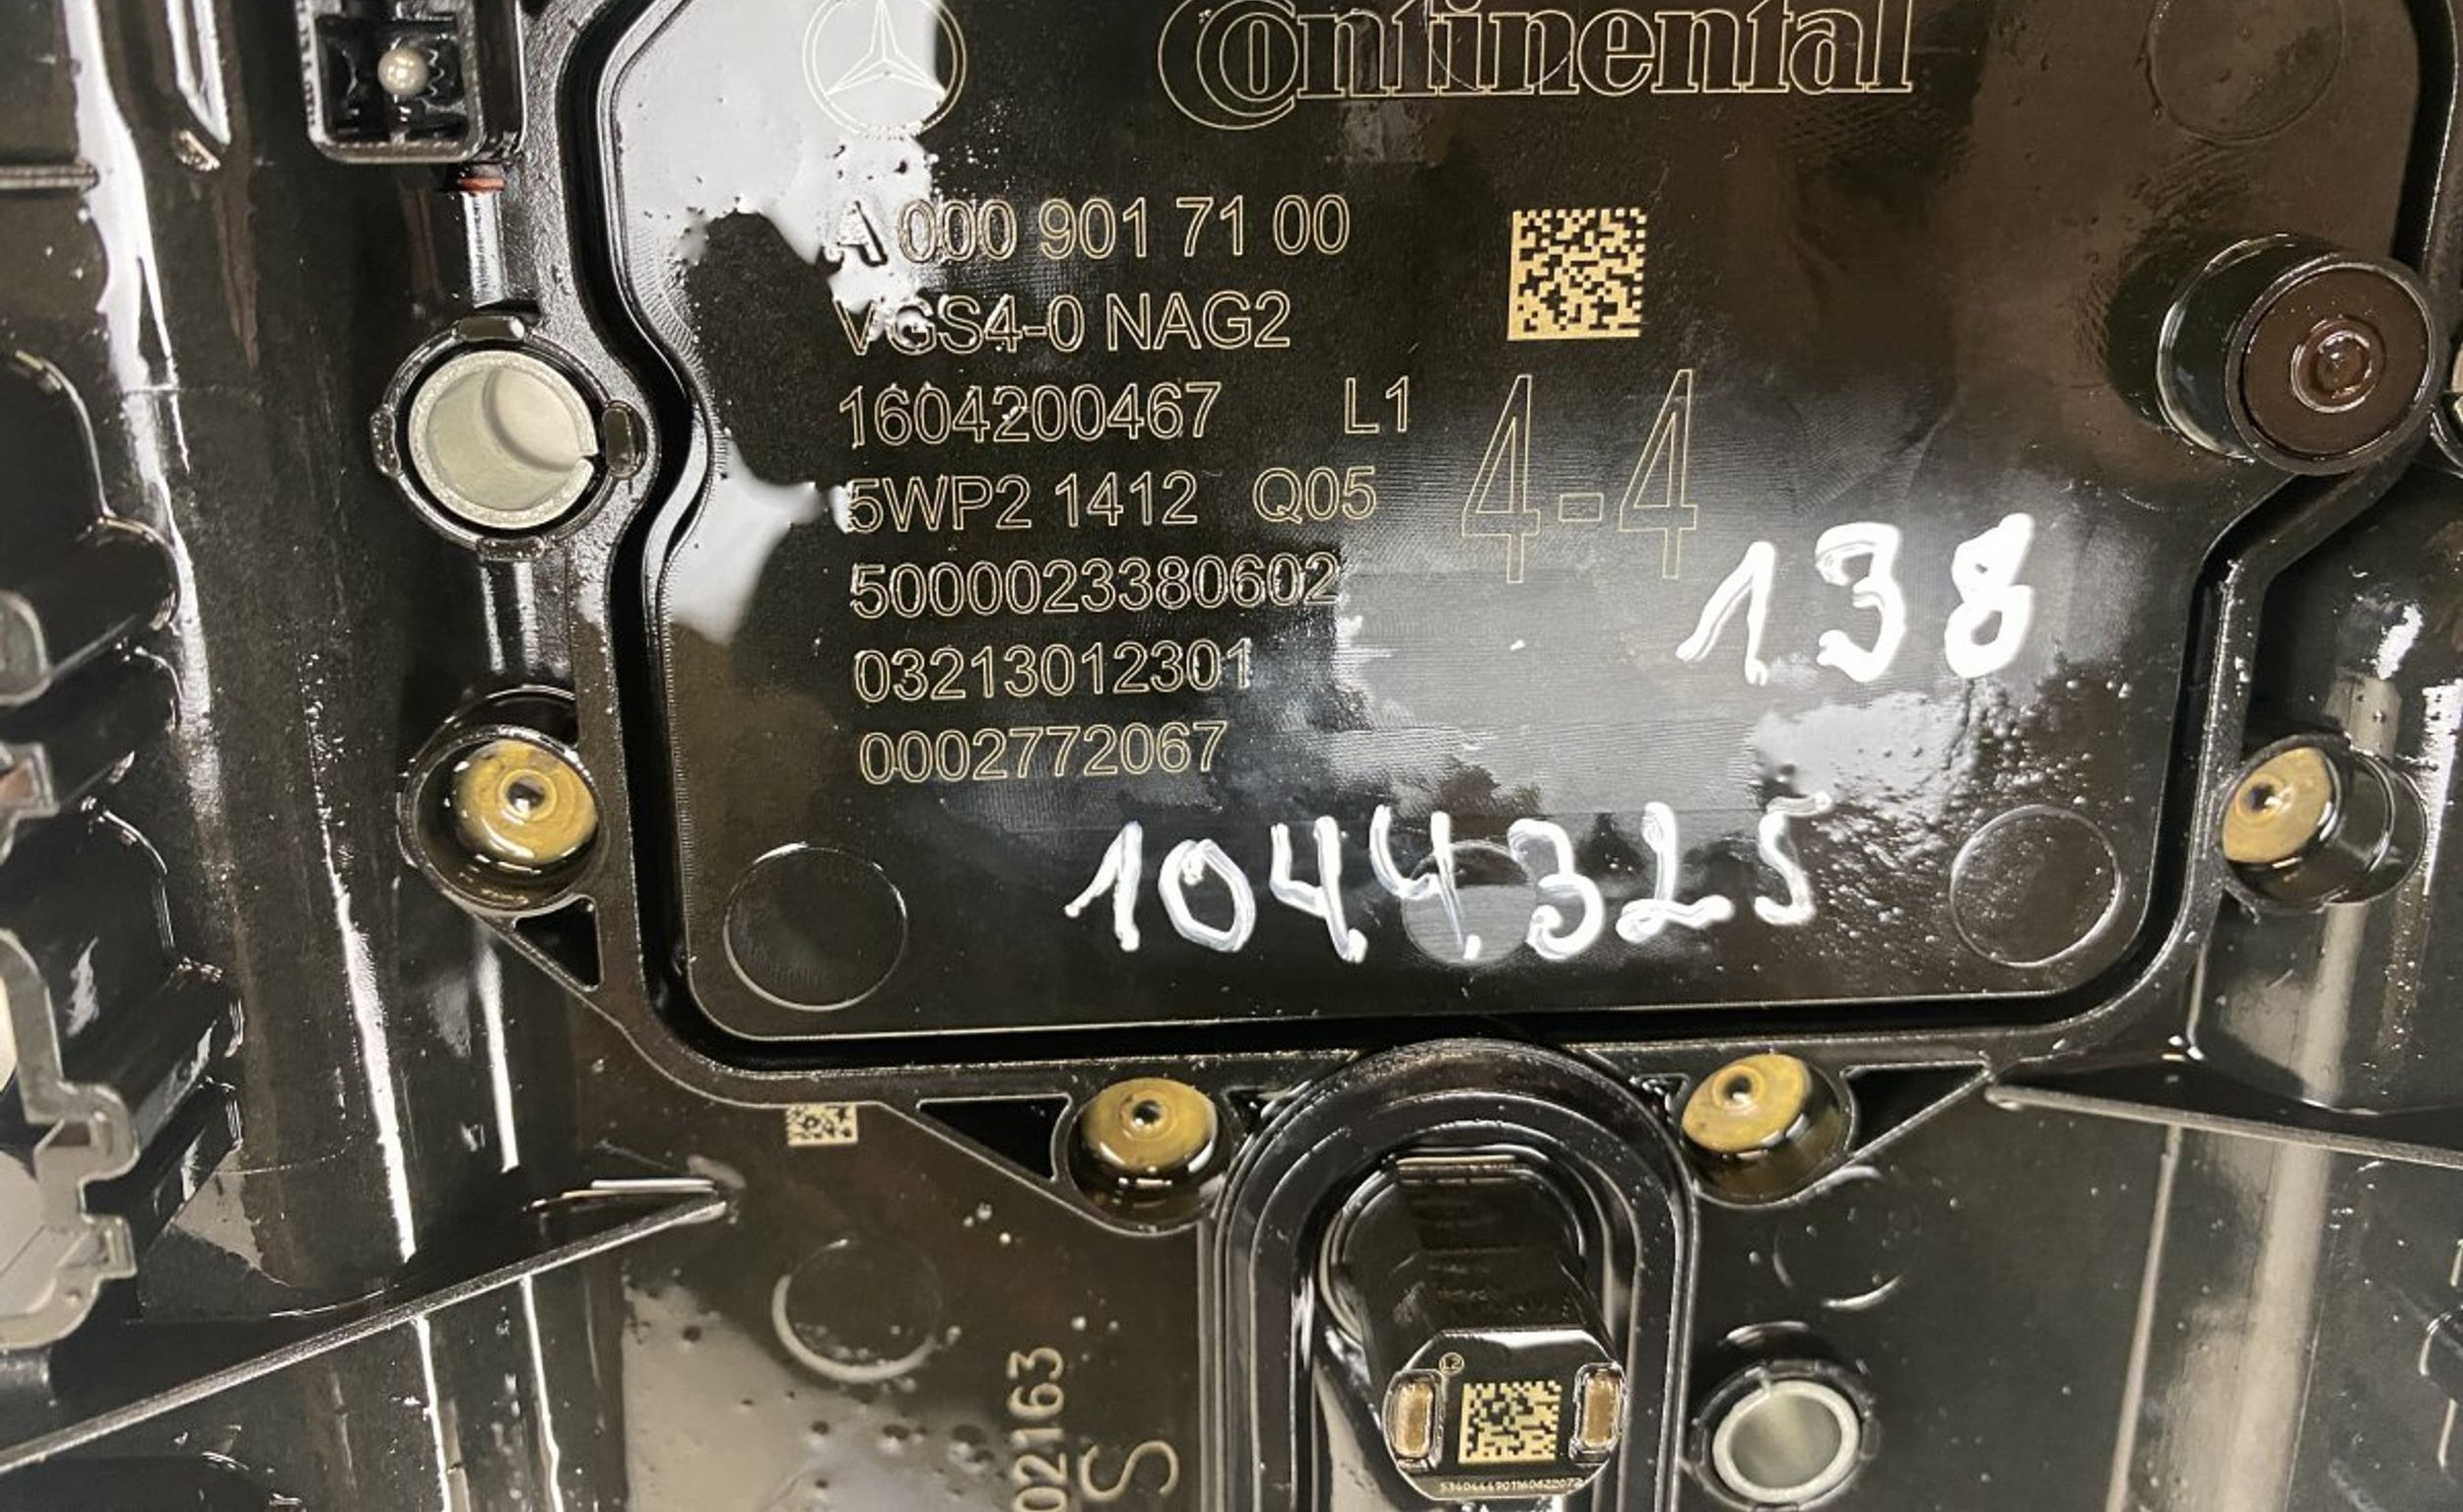 Continental
A 000 901 71 00
VGS4-0 NAG2
1604200467 L1
5WP2 1412 Q05
4-4
5000023380602
138
03213012301
0002772067
1044325
L2
02163
S